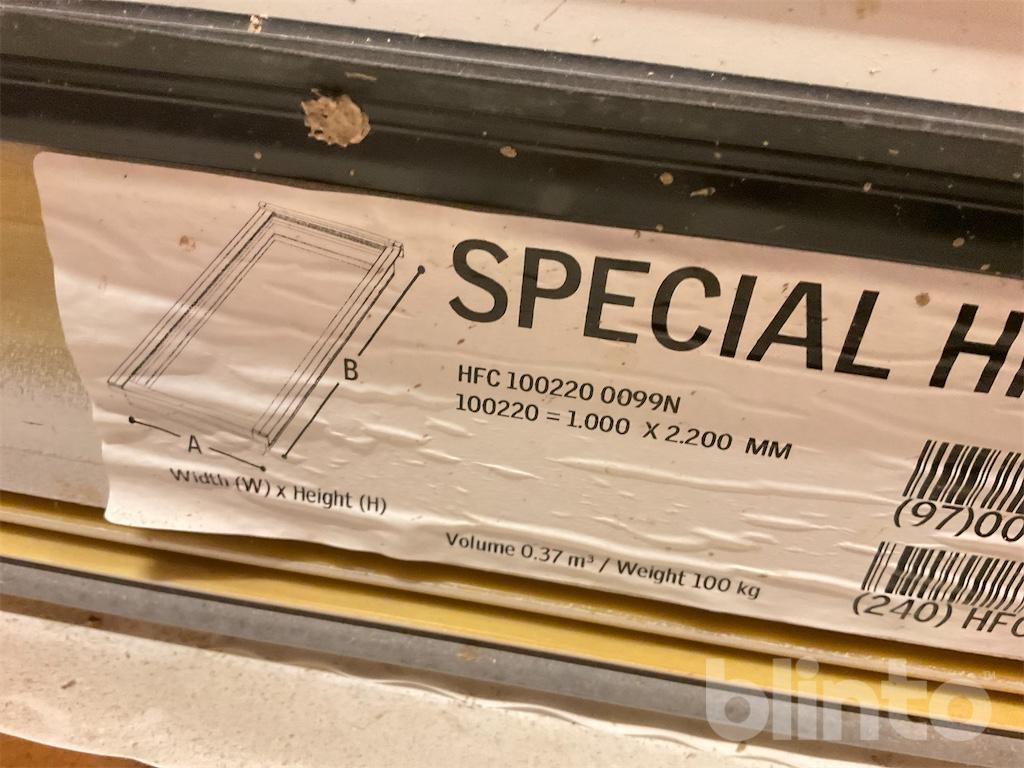 SPECIAL H
HFC 100220 0099N
100220 = 1.000 X 2.200 MM
B
A
Width (W) x Height (H)
Volume 0.37 m³ / Weight 100 kg
(97)00
(240) HFC
blinto